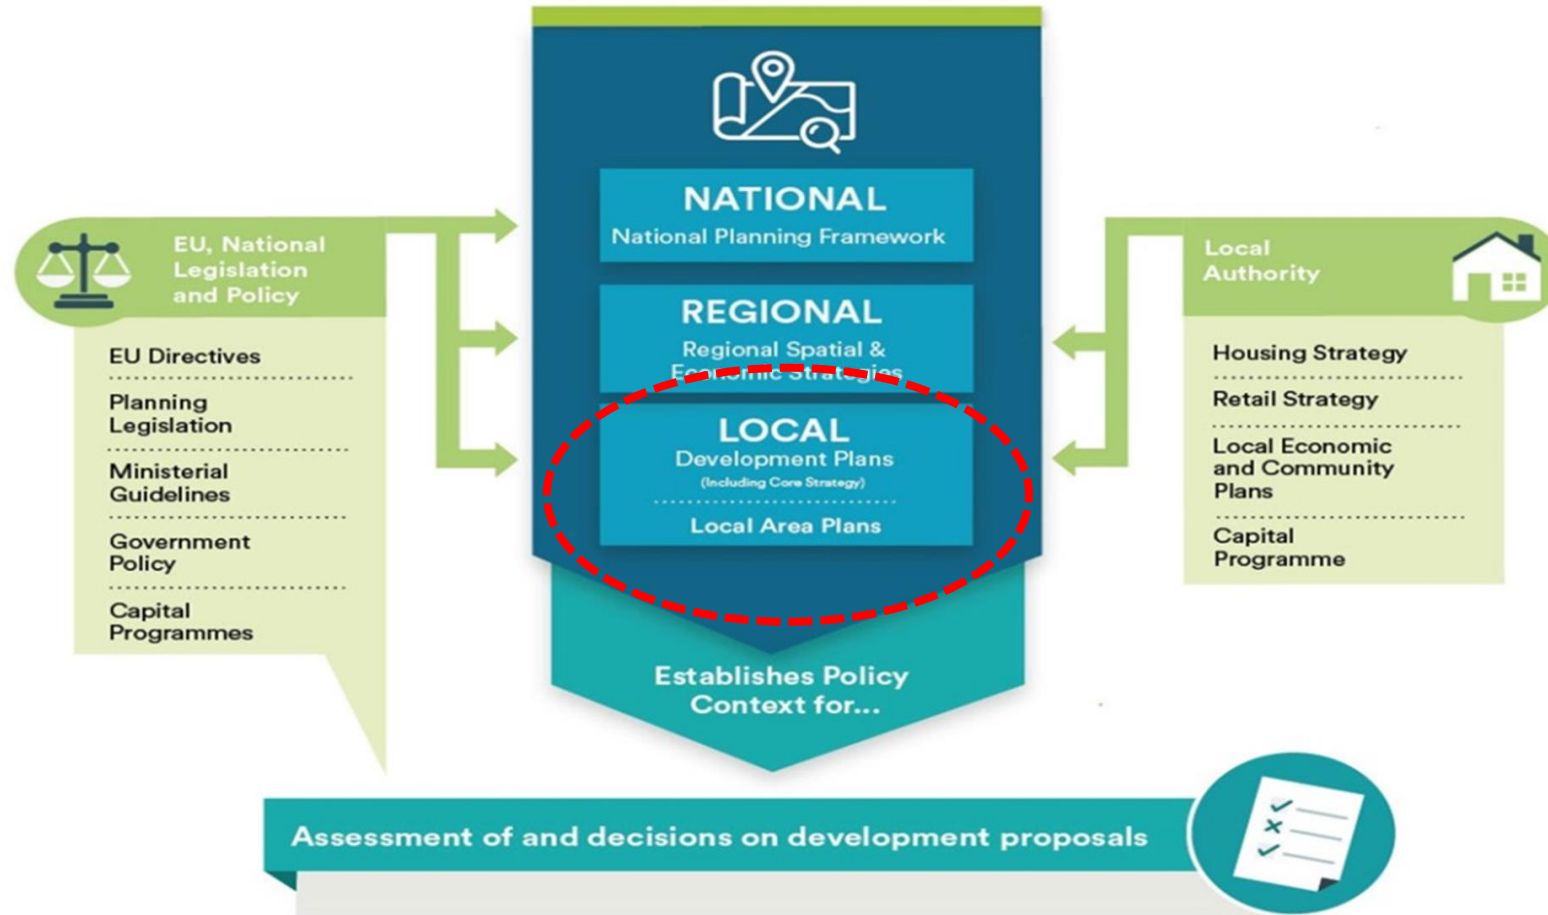 NATIONAL
National Planning Framework
REGIONAL
Regional Spatial &
Economic Strategies
LOCAL
Development Plans
(Including Core Strategy)
Local Area Plans
EU, National
Legislation
and Policy
EU Directives
Planning
Legislation
Ministerial
Guidelines
Government
Policy
Capital
Programmes
Local
Authority
Housing Strategy
Retail Strategy
Local Economic
and Community
Plans
Capital
Programme
Establishes Policy
Context for...
Assessment of and decisions on development proposals